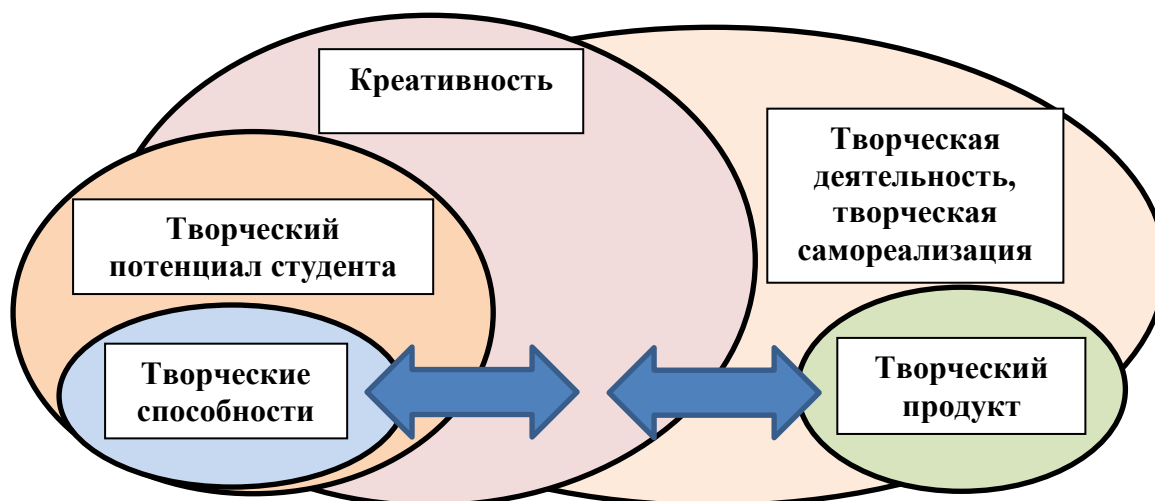 Креативность
Творческая
деятельность,
творческая
самореализация
Творческий
потенциал студента
Творческие
способности
Творческий
продукт